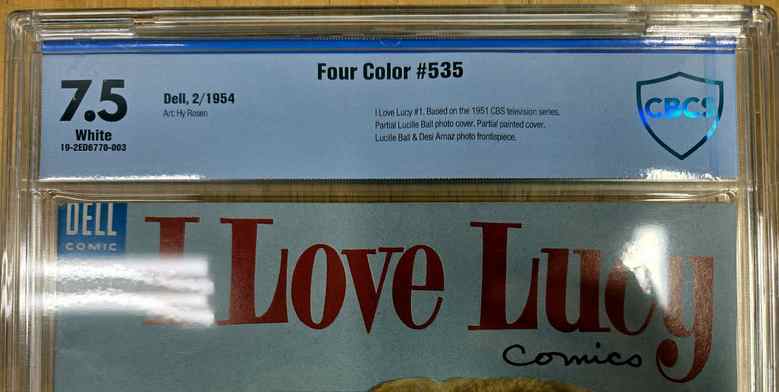 Four Color #535
7.5
White
19-2ED6770-003
Dell, 2/1954
Art: Hy Rosen
I Love Lucy #1. Based on the 1951 CBS television series.
Partial Lucille Ball photo cover. Partial painted cover.
Lucille Ball & Desi Arnaz photo frontispiece.
CBCS
DELL
COMIC
I Love Lucy
Comics